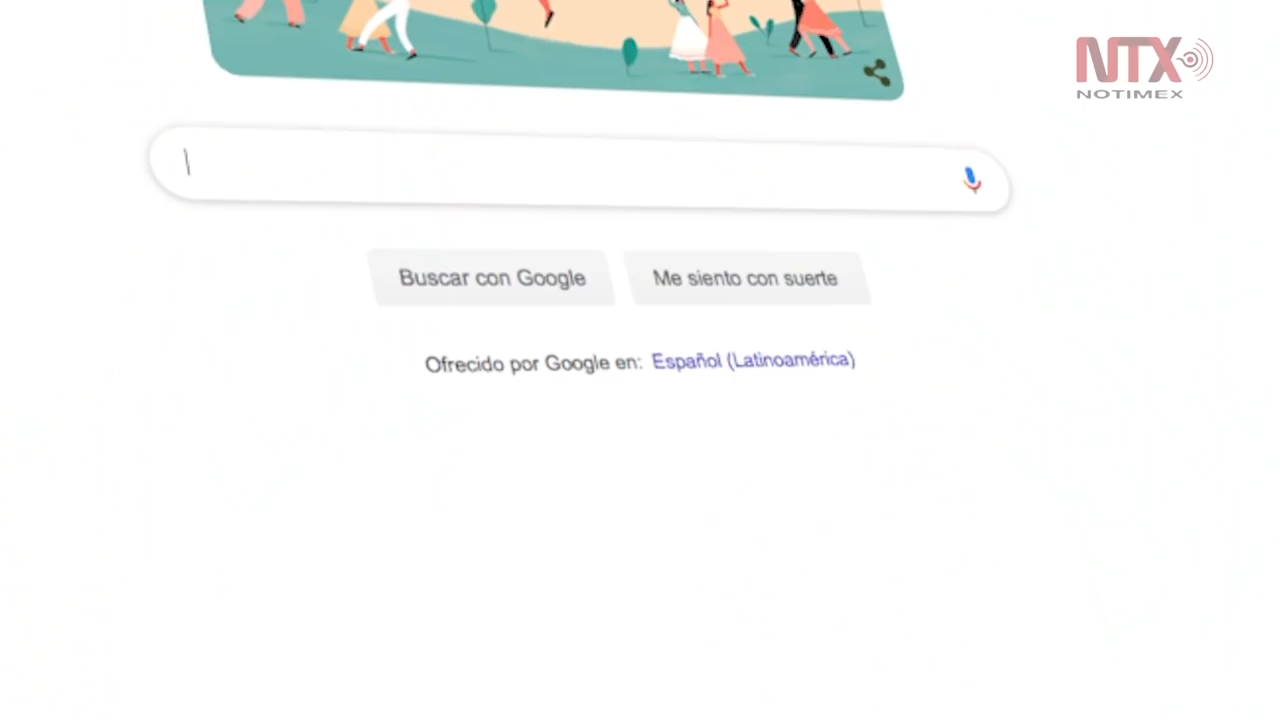 NTX
NOTIMEX
Buscar con Google
Me siento con suerte
Ofrecido por Google en: Español (Latinoamérica)